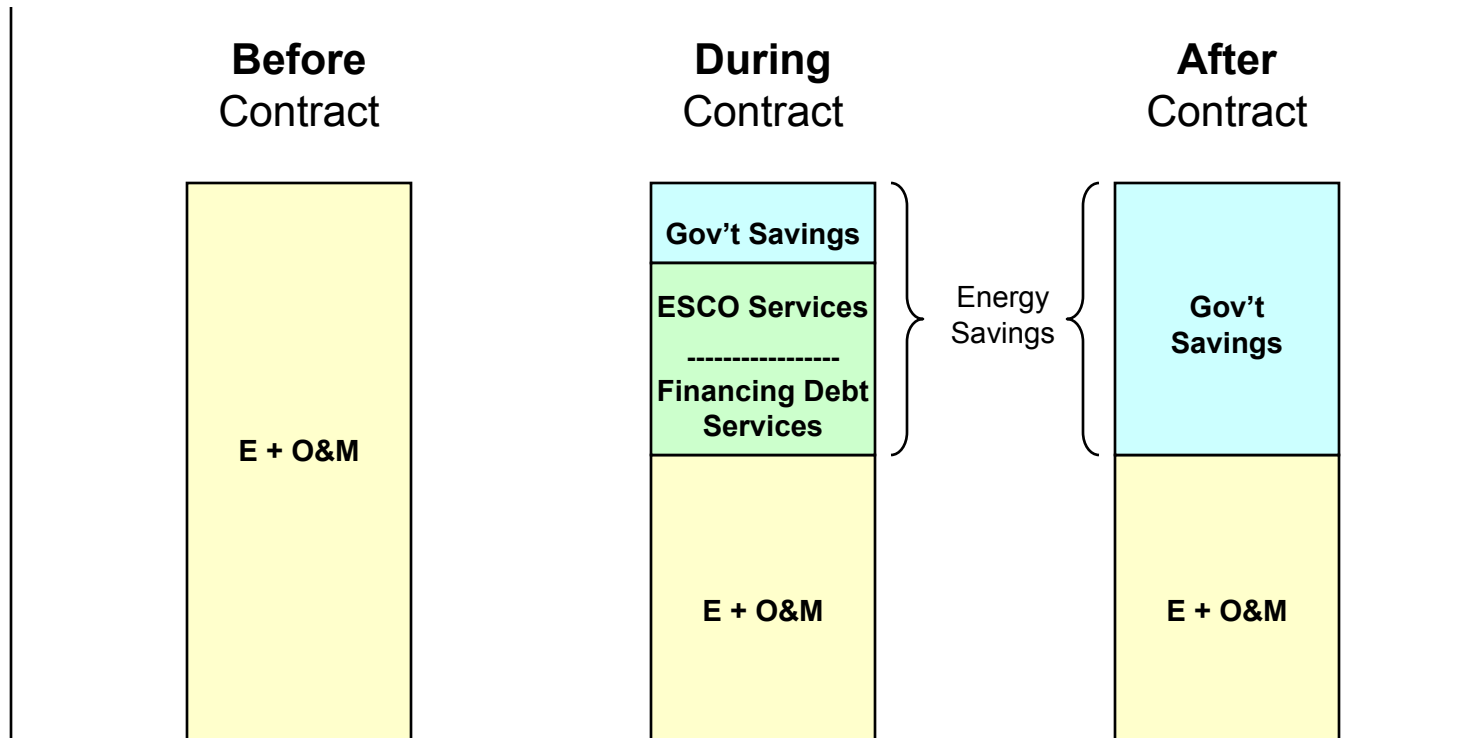 Before
Contract
During
Contract
After
Contract
E + O&M
Gov’t Savings
ESCO Services
-----------------
Financing Debt
Services
E + O&M
Energy
Savings
Gov’t
Savings
E + O&M